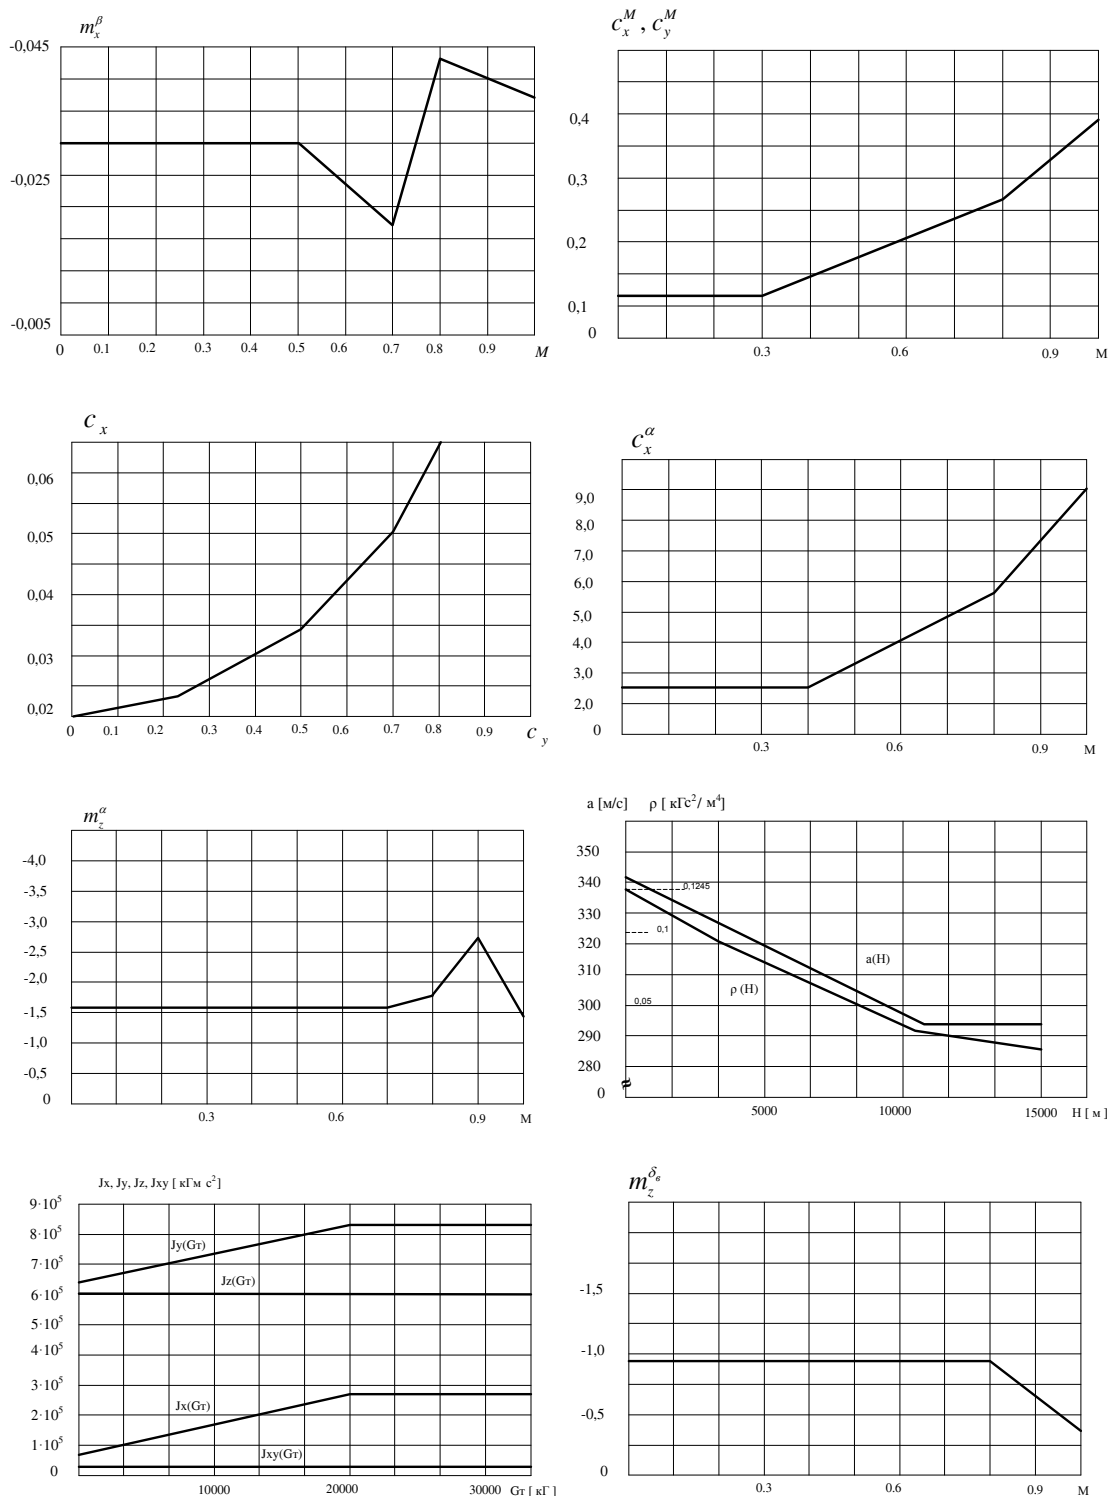 m_x^β
-0,045
-0,025
-0,005
0 0.1 0.2 0.3 0.4 0.5 0.6 0.7 0.8 0.9 M
c_x^M , c_y^M
0,4
0,3
0,2
0,1
0
0.3 0.6 0.9 M
c_x
0,06
0,05
0,04
0,03
0,02
0 0.1 0.2 0.3 0.4 0.5 0.6 0.7 0.8 0.9 c_y
c_x^α
9,0
8,0
7,0
6,0
5,0
4,0
3,0
2,0
0
0.3 0.6 0.9 M
m_z^α
-4,0
-3,5
-3,0
-2,5
-2,0
-1,5
-1,0
-0,5
0
0.3 0.6 0.9 M
a [м/с] ρ [ кГс²/ м⁴]
350
340
330
320
310
300
290
280
0
0,1245
0,1
0,05
a(H)
ρ (H)
5000 10000 15000 H [ м ]
Jx, Jy, Jz, Jxy [ кГм с²]
9·10⁵
8·10⁵
7·10⁵
6·10⁵
5·10⁵
4·10⁵
3·10⁵
2·10⁵
1·10⁵
0
Jy(Gт)
Jz(Gт)
Jx(Gт)
Jxy(Gт)
10000 20000 30000 Gт [ кГ ]
m_z^{δ_в}
-1,5
-1,0
-0,5
0
0.3 0.6 0.9 M